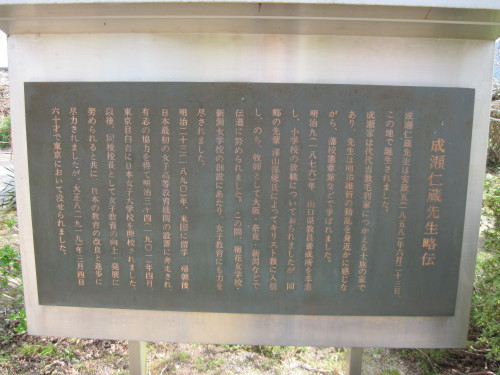 成瀬仁蔵先生略伝
成瀬仁蔵先生は安政五(一八五八)年六月二十三日、
この地で誕生されました。
成瀬家は代代吉敷毛利家につかえる士族の家で
あり、先生は明治維新の動乱を身近かに感じな
がら、藩校憲章館などで学ばれました。
明治九(一八七六)年、山口県教員養成所を卒業
し、小学校の教職についておられましたが、同
郷の先輩 澤山保羅氏によってキリスト教に入信
し、のち、牧師として大阪、奈良、新潟などで
伝道に努められました。この間、梅花女学校・
新潟女学校の創設にあたり、女子教育にも力を
尽されました。
明治二十三(一八九〇)年、米国に留学、帰朝後
日本最初の女子高等教育機関の設置に奔走され
有志の協力を得て明治三十四(一九〇一)年四月
東京目白台に日本女子大学校を開校されました。
以後、同校校長として女子教育の向上・発展に
努められると共に、日本の教育の改良と進歩に
尽力されましたが、大正八(一九一九)年三月四日
六十才で東京において没せられました。